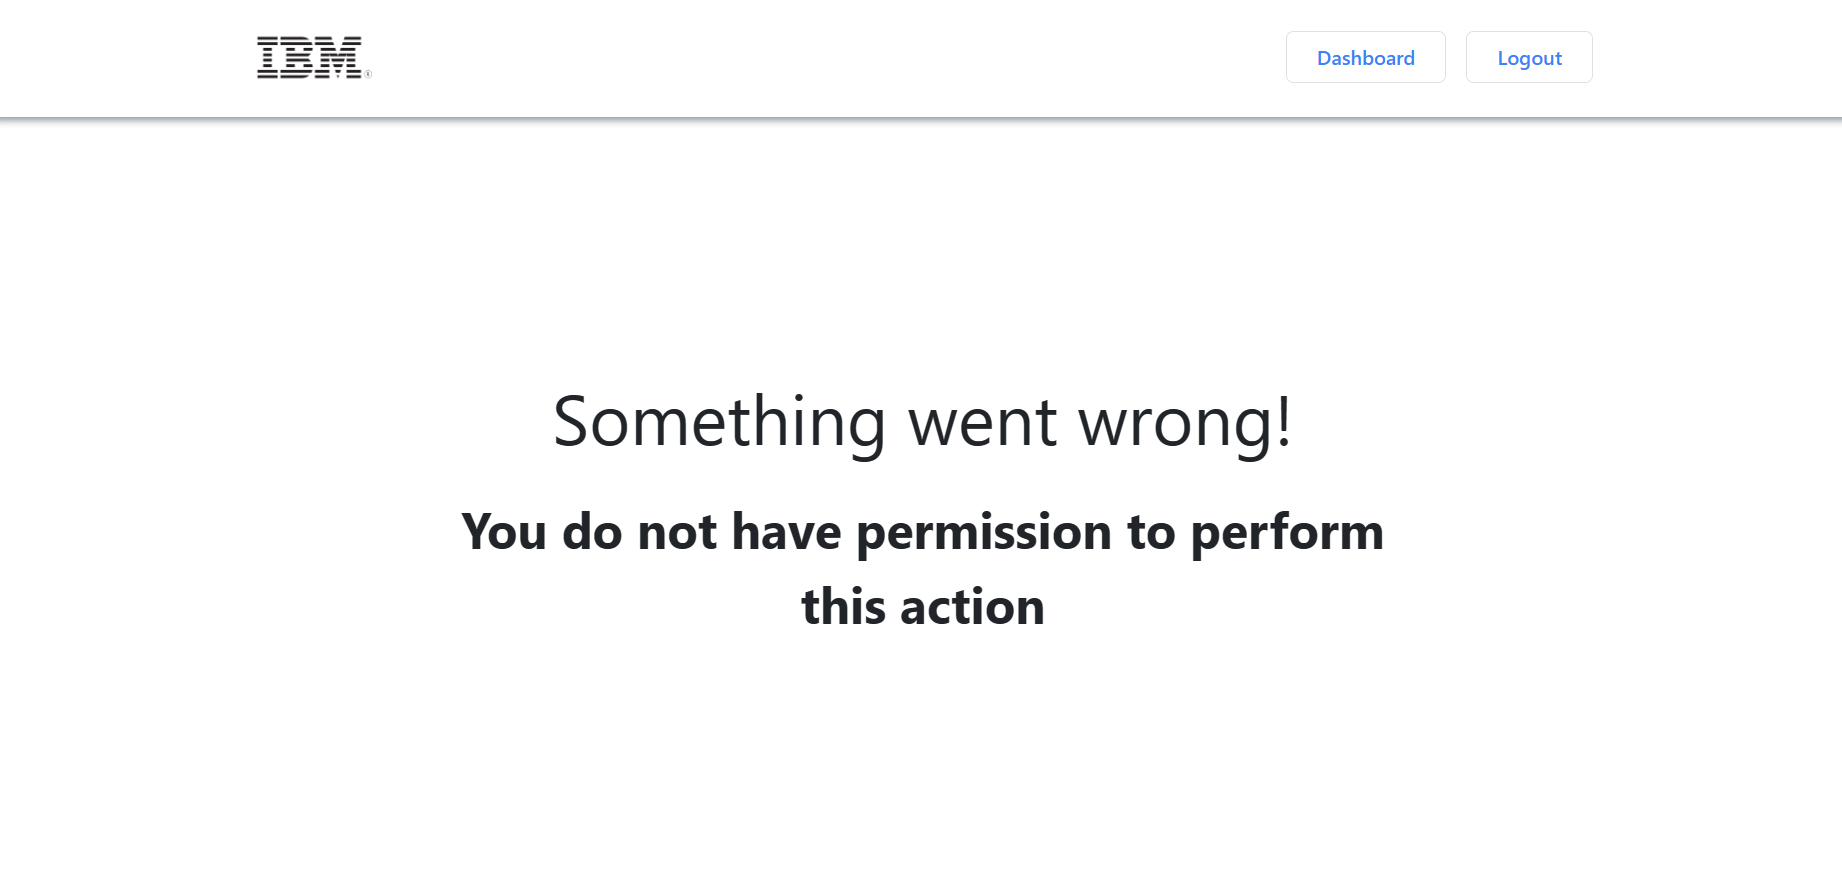 IBM®
Dashboard
Logout
Something went wrong!
You do not have permission to perform
this action